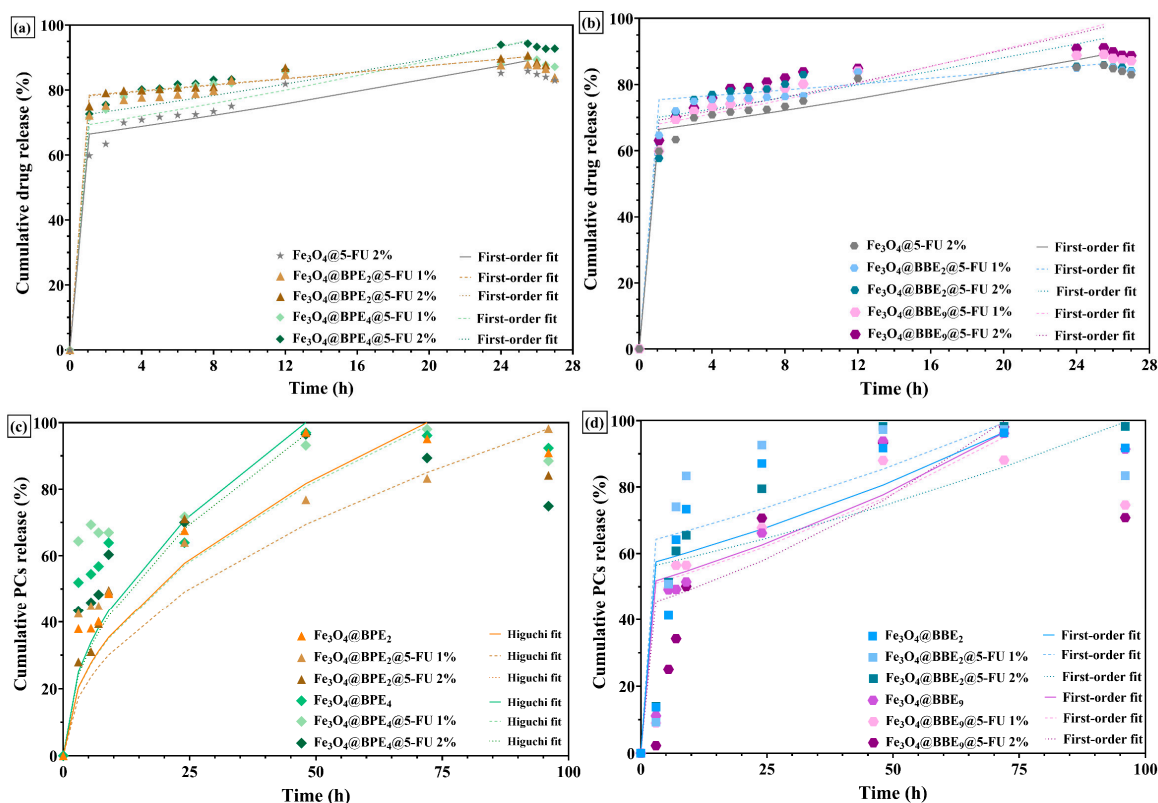 (a)
Cumulative drug release (%)
100
80
60
40
20
0
Fe₃O₄@5-FU 2% First-order fit
Fe₃O₄@BPE₂@5-FU 1% First-order fit
Fe₃O₄@BPE₂@5-FU 2% First-order fit
Fe₃O₄@BPE₄@5-FU 1% First-order fit
Fe₃O₄@BPE₄@5-FU 2% First-order fit
0 4 8 12 16 20 24 28
Time (h)
(b)
Cumulative drug release (%)
100
80
60
40
20
0
Fe₃O₄@5-FU 2% First-order fit
Fe₃O₄@BBE₂@5-FU 1% First-order fit
Fe₃O₄@BBE₂@5-FU 2% First-order fit
Fe₃O₄@BBE₉@5-FU 1% First-order fit
Fe₃O₄@BBE₉@5-FU 2% First-order fit
0 4 8 12 16 20 24 28
Time (h)
(c)
Cumulative PCs release (%)
100
80
60
40
20
0
Fe₃O₄@BPE₂ Higuchi fit
Fe₃O₄@BPE₂@5-FU 1% Higuchi fit
Fe₃O₄@BPE₂@5-FU 2% Higuchi fit
Fe₃O₄@BPE₄ Higuchi fit
Fe₃O₄@BPE₄@5-FU 1% Higuchi fit
Fe₃O₄@BPE₄@5-FU 2% Higuchi fit
0 25 50 75 100
Time (h)
(d)
Cumulative PCs release (%)
100
80
60
40
20
0
Fe₃O₄@BBE₂ First-order fit
Fe₃O₄@BBE₂@5-FU 1% First-order fit
Fe₃O₄@BBE₂@5-FU 2% First-order fit
Fe₃O₄@BBE₉ First-order fit
Fe₃O₄@BBE₉@5-FU 1% First-order fit
Fe₃O₄@BBE₉@5-FU 2% First-order fit
0 25 50 75 100
Time (h)